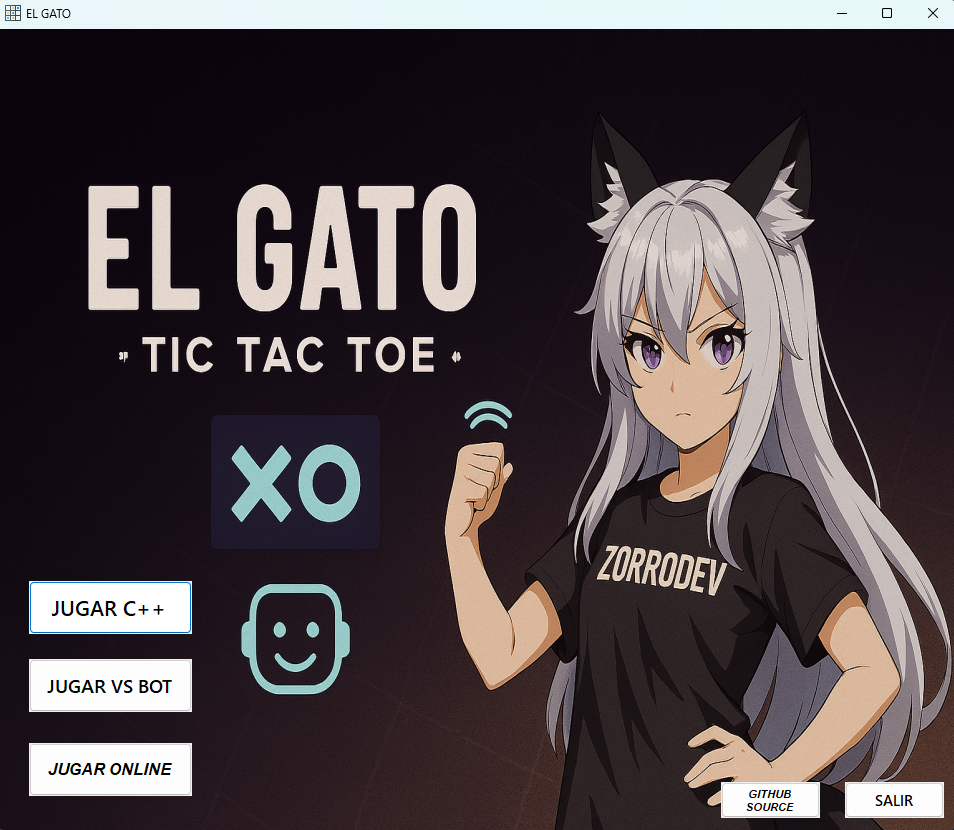 EL GATO
EL GATO
TIC TAC TOE
XO
ZORRODEV
JUGAR C++
JUGAR VS BOT
JUGAR ONLINE
GITHUB
SOURCE
SALIR